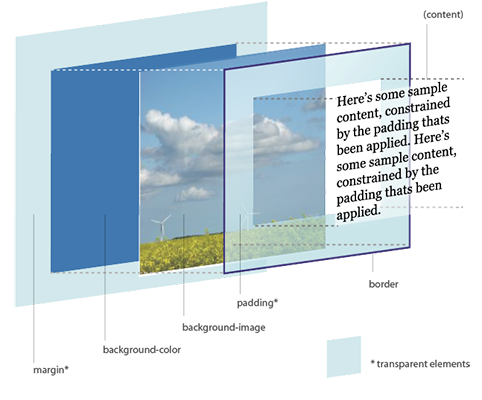 (content)
Here's some sample
content, constrained
by the padding thats
been applied. Here's
some sample content,
constrained by the
padding thats been
applied.
border
padding*
background-image
background-color
margin*
* transparent elements